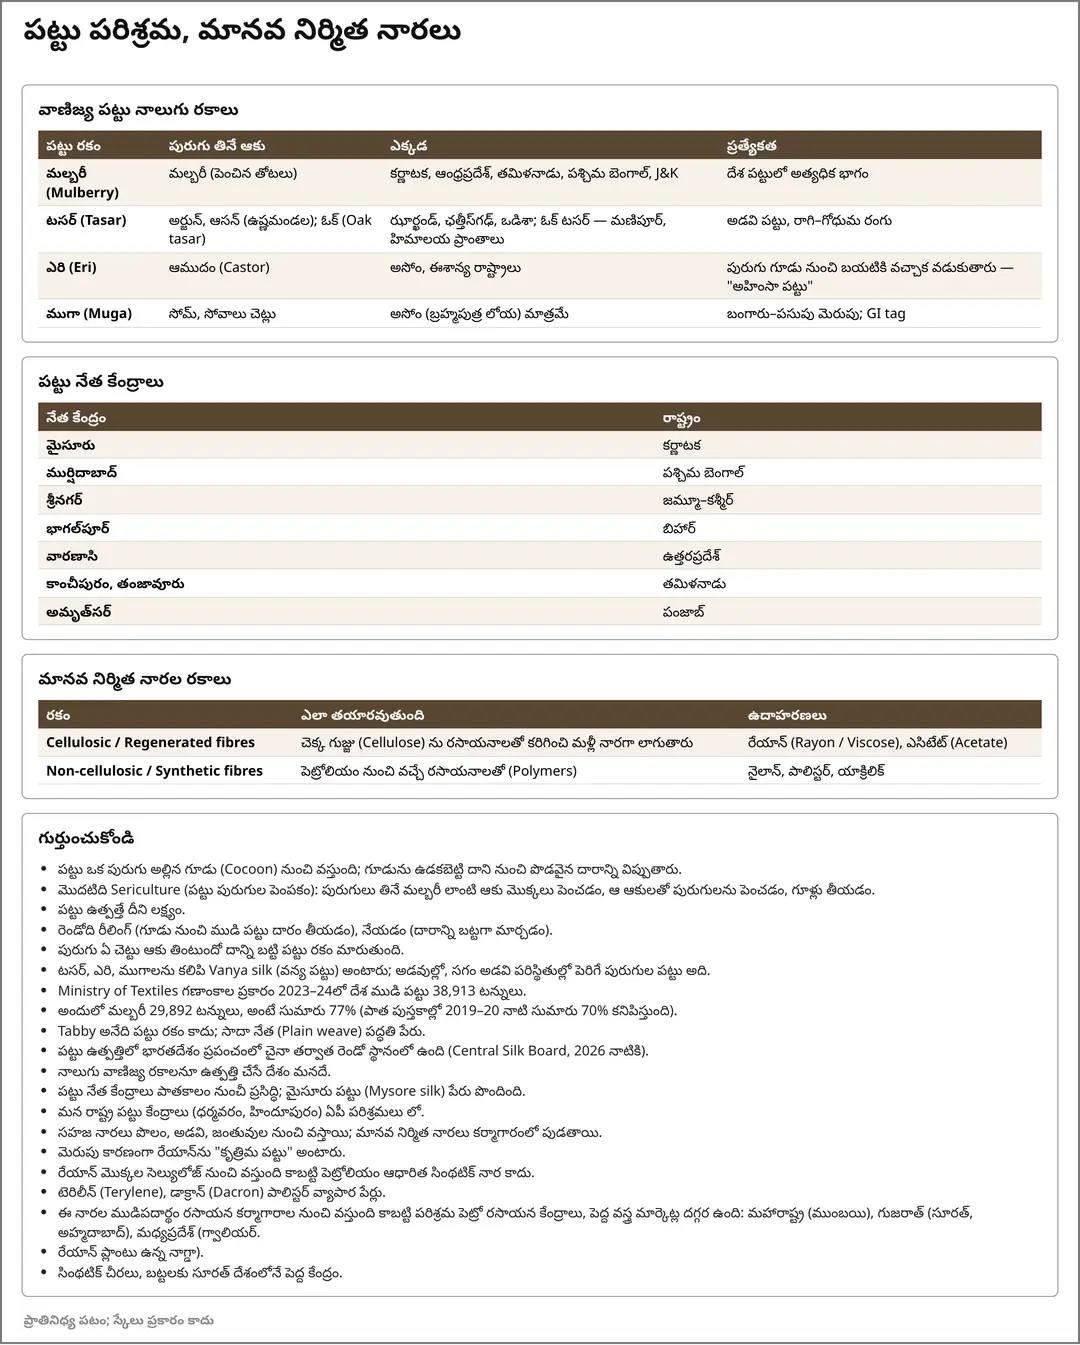 పట్టు పరిశ్రమ, మానవ నిర్మిత నారలు
వాణిజ్య పట్టు నాలుగు రకాలు
పట్టు రకం పురుగు తినే ఆకు ఎక్కడ ప్రత్యేకత
మల్బరీ (Mulberry) మల్బరీ (పెంచిన తోటలు) కర్ణాటక, ఆంధ్రప్రదేశ్, తమిళనాడు, పశ్చిమ బెంగాల్, J&K దేశ పట్టులో అత్యధిక భాగం
టసర్ (Tasar) అర్జున్, ఆసన్ (ఉష్ణమండల); ఓక్ (Oak tasar) ఝార్ఖండ్, ఛత్తీస్‌గఢ్, ఒడిశా; ఓక్ టసర్ — మణిపూర్, హిమాలయ ప్రాంతాలు అడవి పట్టు, రాగి–గోధుమ రంగు
ఎరి (Eri) ఆముదం (Castor) అసోం, ఈశాన్య రాష్ట్రాలు పురుగు గూడు నుంచి బయటికి వచ్చాక వడుకుతారు — "అహింసా పట్టు"
ముగా (Muga) సోమ్, సోవాలు చెట్లు అసోం (బ్రహ్మపుత్ర లోయ) మాత్రమే బంగారు–పసుపు మెరుపు; GI tag
పట్టు నేత కేంద్రాలు
నేత కేంద్రం రాష్ట్రం
మైసూరు కర్ణాటక
ముర్షిదాబాద్ పశ్చిమ బెంగాల్
శ్రీనగర్ జమ్మూ–కశ్మీర్
భాగల్‌పూర్ బిహార్
వారణాసి ఉత్తరప్రదేశ్
కాంచీపురం, తంజావూరు తమిళనాడు
అమృత్‌సర్ పంజాబ్
మానవ నిర్మిత నారల రకాలు
రకం ఎలా తయారవుతుంది ఉదాహరణలు
Cellulosic / Regenerated fibres చెక్క గుజ్జు (Cellulose) ను రసాయనాలతో కరిగించి మళ్లీ నారగా లాగుతారు రేయాన్ (Rayon / Viscose), ఎసిటేట్ (Acetate)
Non-cellulosic / Synthetic fibres పెట్రోలియం నుంచి వచ్చే రసాయనాలతో (Polymers) నైలాన్, పాలిస్టర్, యాక్రిలిక్
గుర్తుంచుకోండి
• పట్టు ఒక పురుగు అల్లిన గూడు (Cocoon) నుంచి వస్తుంది; గూడును ఉడకబెట్టి దాని నుంచి పొడవైన దారాన్ని విప్పుతారు.
• మొదటిది Sericulture (పట్టు పురుగుల పెంపకం): పురుగులు తినే మల్బరీ లాంటి ఆకు మొక్కలు పెంచడం, ఆ ఆకులతో పురుగులను పెంచడం, గూళ్లు తీయడం.
• పట్టు ఉత్పత్తే దీని లక్ష్యం.
• రెండోది రీలింగ్ (గూడు నుంచి ముడి పట్టు దారం తీయడం), నేయడం (దారాన్ని బట్టగా మార్చడం).
• పురుగు ఏ చెట్టు ఆకు తింటుందో దాన్ని బట్టి పట్టు రకం మారుతుంది.
• టసర్, ఎరి, ముగాలను కలిపి Vanya silk (వన్య పట్టు) అంటారు; అడవుల్లో, సగం అడవి పరిస్థితుల్లో పెరిగే పురుగుల పట్టు అది.
• Ministry of Textiles గణాంకాల ప్రకారం 2023–24లో దేశ ముడి పట్టు 38,913 టన్నులు.
• అందులో మల్బరీ 29,892 టన్నులు, అంటే సుమారు 77% (పాత పుస్తకాల్లో 2019–20 నాటి సుమారు 70% కనిపిస్తుంది).
• Tabby అనేది పట్టు రకం కాదు; సాదా నేత (Plain weave) పద్ధతి పేరు.
• పట్టు ఉత్పత్తిలో భారతదేశం ప్రపంచంలో చైనా తర్వాత రెండో స్థానంలో ఉంది (Central Silk Board, 2026 నాటికి).
• నాలుగు వాణిజ్య రకాలనూ ఉత్పత్తి చేసే దేశం మనదే.
• పట్టు నేత కేంద్రాలు పాతకాలం నుంచీ ప్రసిద్ధి; మైసూరు పట్టు (Mysore silk) పేరు పొందింది.
• మన రాష్ట్ర పట్టు కేంద్రాలు (ధర్మవరం, హిందూపురం) ఏపీ పరిశ్రమలు లో.
• సహజ నారలు పొలం, అడవి, జంతువుల నుంచి వస్తాయి; మానవ నిర్మిత నారలు కర్మాగారంలో పుడతాయి.
• మెరుపు కారణంగా రేయాన్‌ను "కృత్రిమ పట్టు" అంటారు.
• రేయాన్ మొక్కల సెల్యులోజ్ నుంచి వస్తుంది కాబట్టి పెట్రోలియం ఆధారిత సింథటిక్ నార కాదు.
• టెరిలీన్ (Terylene), డాక్రాన్ (Dacron) పాలిస్టర్ వ్యాపార పేర్లు.
• ఈ నారల ముడిపదార్థం రసాయన కర్మాగారాల నుంచి వస్తుంది కాబట్టి పరిశ్రమ పెట్రో రసాయన కేంద్రాలు, పెద్ద వస్త్ర మార్కెట్ల దగ్గర ఉంది: మహారాష్ట్ర (ముంబయి), గుజరాత్ (సూరత్,
అహ్మదాబాద్), మధ్యప్రదేశ్ (గ్వాలియర్.
• రేయాన్ ప్లాంటు ఉన్న నాగ్డా).
• సింథటిక్ చీరలు, బట్టలకు సూరత్ దేశంలోనే పెద్ద కేంద్రం.
ప్రాతినిధ్య పటం; స్కేలు ప్రకారం కాదు